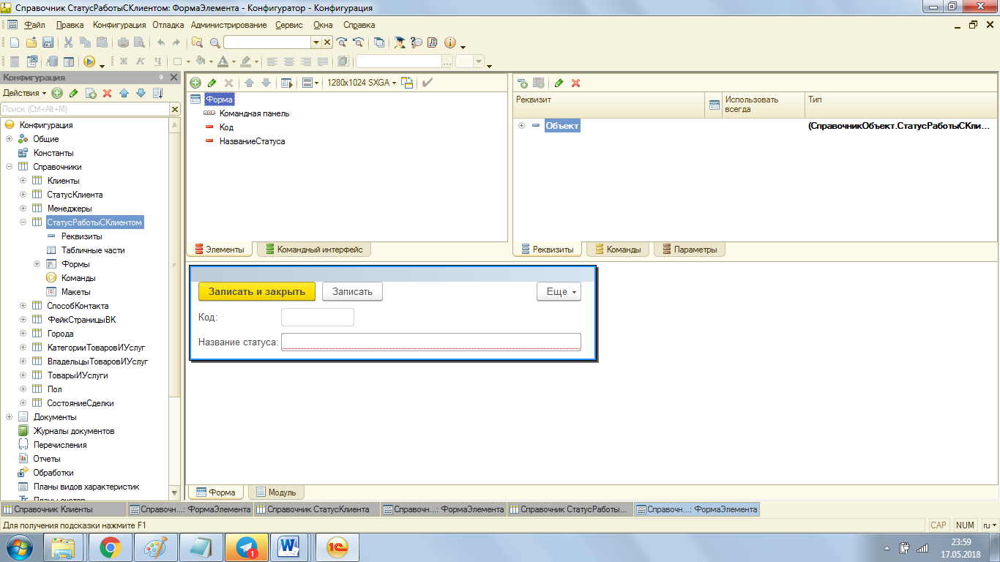 Справочник СтатусРаботыСКлиентом: ФормаЭлемента - Конфигуратор - Конфигурация
Файл Правка Конфигурация Отладка Администрирование Сервис Окна Справка
Ж К Ч
Конфигурация
Действия
Поиск (Ctrl+Alt+M)
Конфигурация
Общие
Константы
Справочники
Клиенты
СтатусКлиента
Менеджеры
СтатусРаботыСКлиентом
Реквизиты
Табличные части
Формы
Команды
Макеты
СпособКонтакта
ФейкСтраницыВК
Города
КатегорииТоваровИУслуг
ВладельцыТоваровИУслуг
ТоварыИУслуги
Пол
СостояниеСделки
Документы
Журналы документов
Перечисления
Отчеты
Обработки
Планы видов характеристик
1280x1024 SXGA
Форма
Командная панель
Код
НазваниеСтатуса
Элементы Командный интерфейс
Реквизит Использовать всегда Тип
Объект (СправочникОбъект.СтатусРаботыСКли...
Реквизиты Команды Параметры
Записать и закрыть Записать Еще
Код:
Название статуса:
Форма Модуль
Справочник Клиенты Справочн...: ФормаЭлемента Справочник СтатусКлиента Справочн...: ФормаЭлемента Справочник СтатусРаботы... Справочн...: ФормаЭлемента
Для получения подсказки нажмите F1 CAP NUM ru
1
23:59
17.05.2018